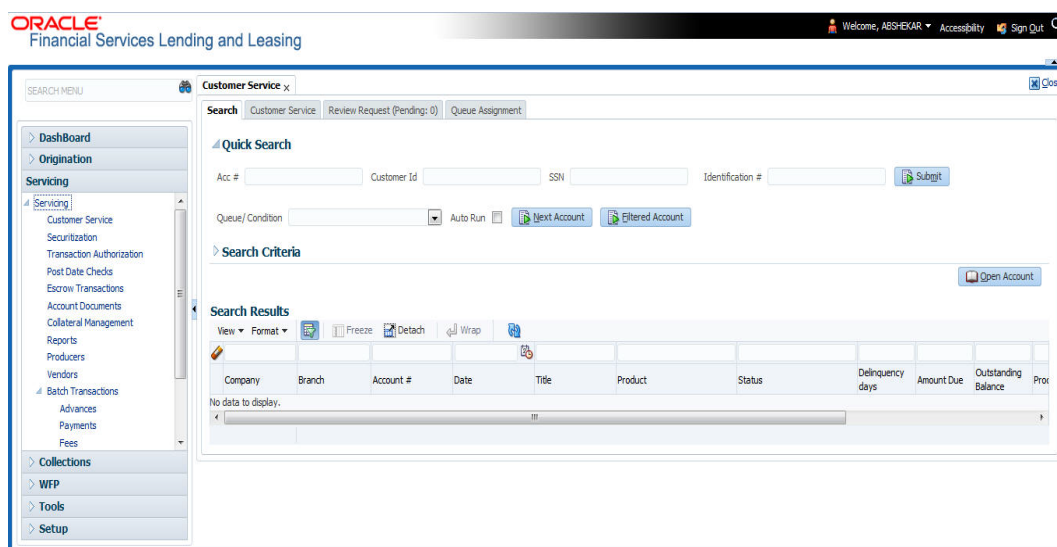 ORACLE
Financial Services Lending and Leasing
Welcome, ABSHEKAR
Accessibility
Sign Out
SEARCH MENU
DashBoard
Origination
Servicing
Servicing
Customer Service
Securitization
Transaction Authorization
Post Date Checks
Escrow Transactions
Account Documents
Collateral Management
Reports
Producers
Vendors
Batch Transactions
Advances
Payments
Fees
Collections
WFP
Tools
Setup
Customer Service x
Clos
Search Customer Service Review Request (Pending: 0) Queue Assignment
Quick Search
Acc # Customer Id SSN Identification # Submit
Queue/ Condition Auto Run Next Account Filtered Account
Search Criteria
Open Account
Search Results
View Format Freeze Detach Wrap
Company Branch Account # Date Title Product Status Delinquency days Amount Due Outstanding Balance Prod
No data to display.